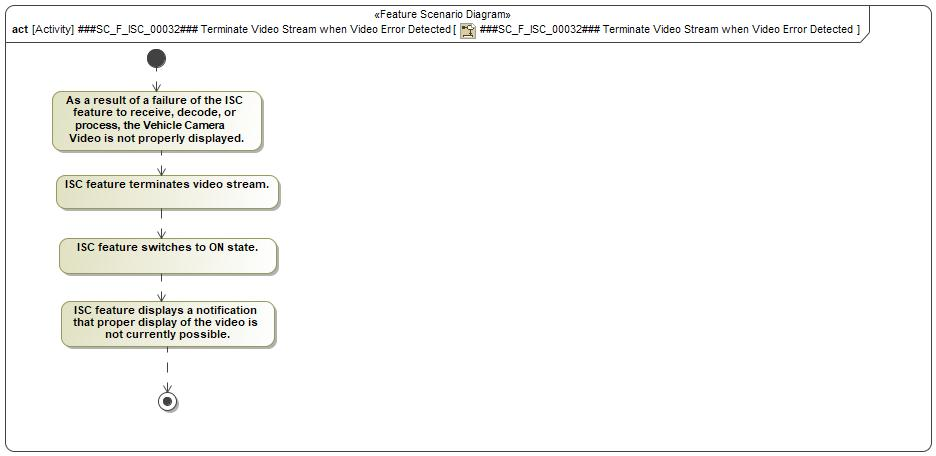 «Feature Scenario Diagram»
act [Activity] ###SC_F_ISC_00032### Terminate Video Stream when Video Error Detected [ ###SC_F_ISC_00032### Terminate Video Stream when Video Error Detected ]
As a result of a failure of the ISC
feature to receive, decode, or
process, the Vehicle Camera
Video is not properly displayed.
ISC feature terminates video stream.
ISC feature switches to ON state.
ISC feature displays a notification
that proper display of the video is
not currently possible.